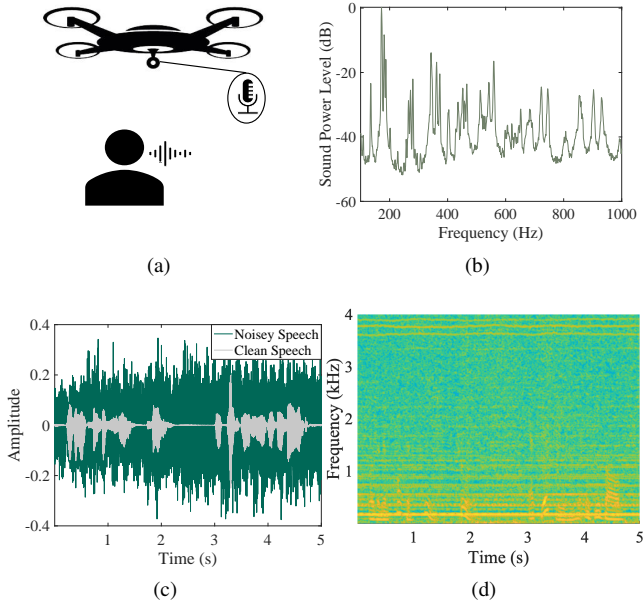 (a)
0
-20
-40
-60
Sound Power Level (dB)
200 400 600 800 1000
Frequency (Hz)
(b)
0.4
0.2
0
-0.2
-0.4
Amplitude
Noisey Speech
Clean Speech
1 2 3 4 5
Time (s)
(c)
4
3
2
1
Frequency (kHz)
1 2 3 4 5
Time (s)
(d)